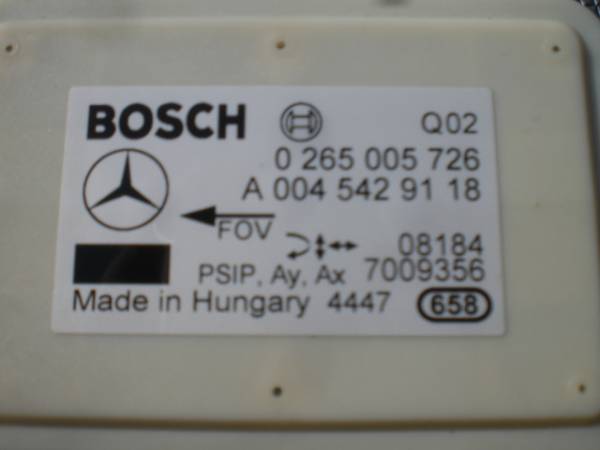 BOSCH Q02
0 265 005 726
A 004 542 91 18
FOV
08184
PSIP, Ay, Ax 7009356
Made in Hungary 4447 658